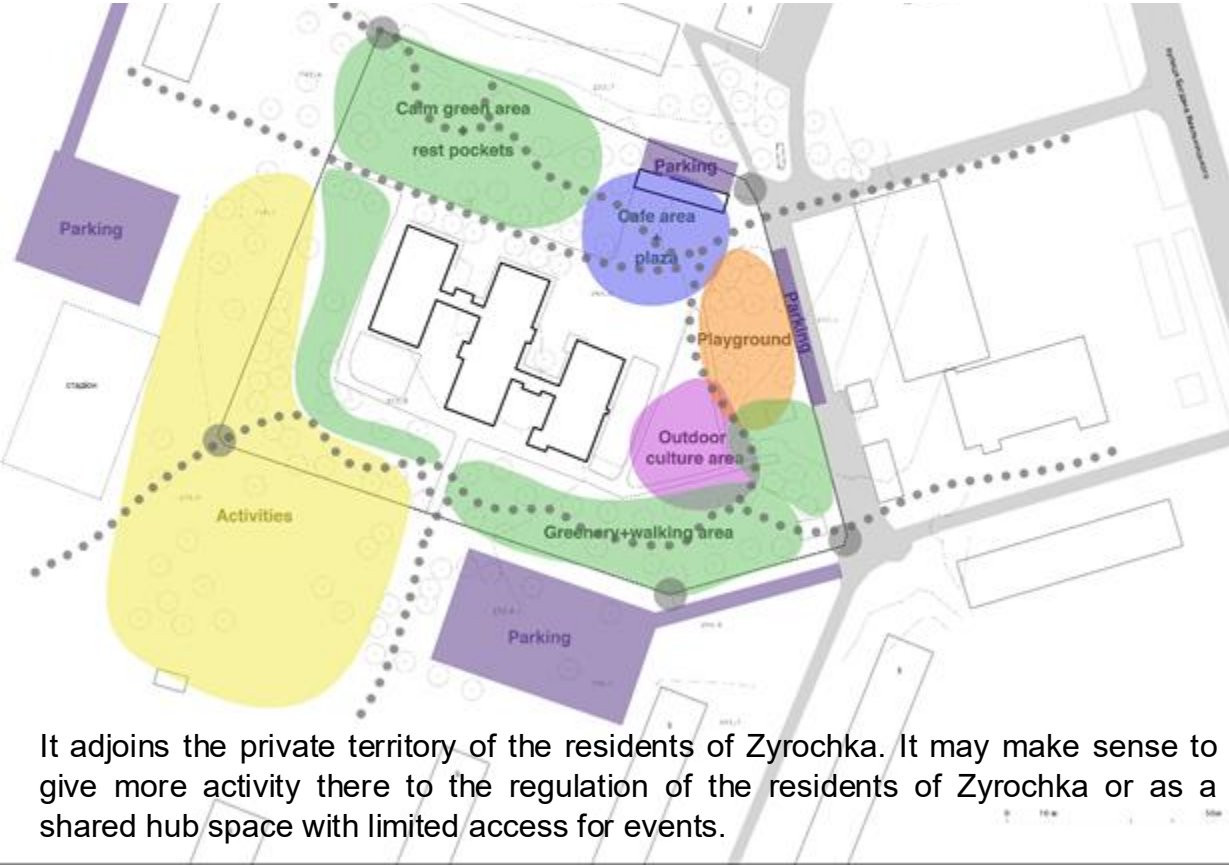 Calm green area
+
rest pockets
Parking
Cafe area
+
plaza
Parking
Playground
Parking
стадіон
Outdoor
culture area
Activities
Greenery+walking area
Parking
It adjoins the private territory of the residents of Zyrochka. It may make sense to
give more activity there to the regulation of the residents of Zyrochka or as a
shared hub space with limited access for events.